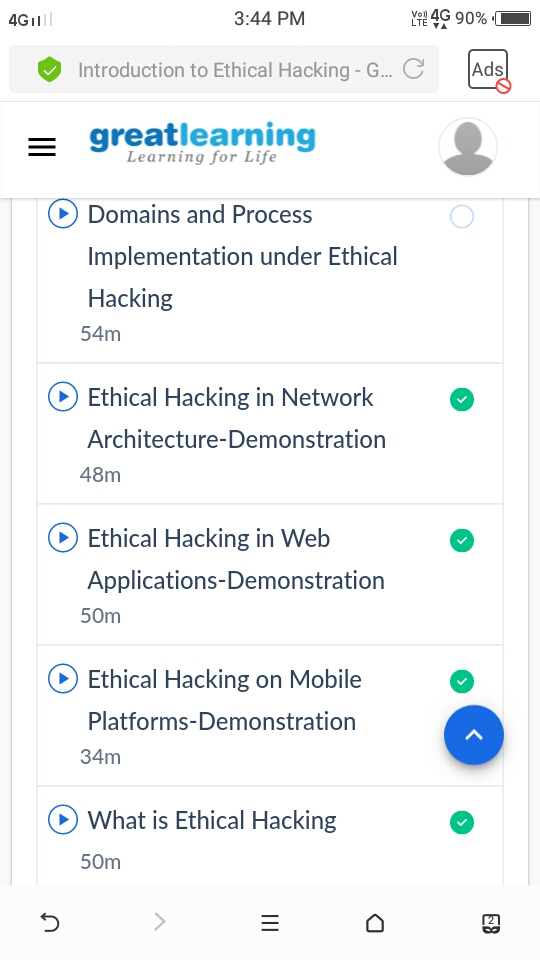 4G
3:44 PM
Vo) 4G 90%
LTE
Introduction to Ethical Hacking - G...
Ads
greatlearning
Learning for Life
Domains and Process
Implementation under Ethical
Hacking
54m
Ethical Hacking in Network
Architecture-Demonstration
48m
Ethical Hacking in Web
Applications-Demonstration
50m
Ethical Hacking on Mobile
Platforms-Demonstration
34m
What is Ethical Hacking
50m
2